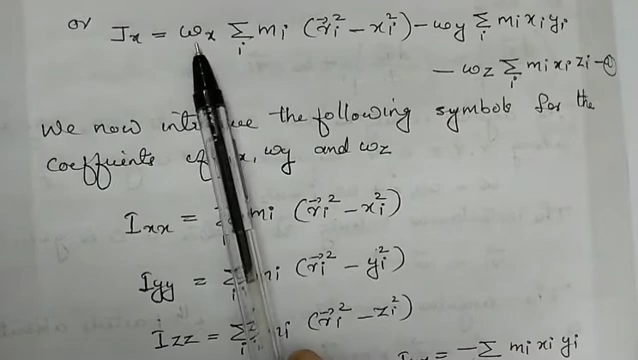 or Jx = ωx Σi mi (r⃗i² − xi²) − ωy Σi mi xi yi
− ωz Σi mi xi zi −①
We now the following symbols for the
coefficients ωy and ωz
Ixx = mi (r⃗i² − xi²)
Iyy = Σi (r⃗i² − yi²)
Izz = Σi (r⃗i² − zi²)
= −Σ mi xi yi